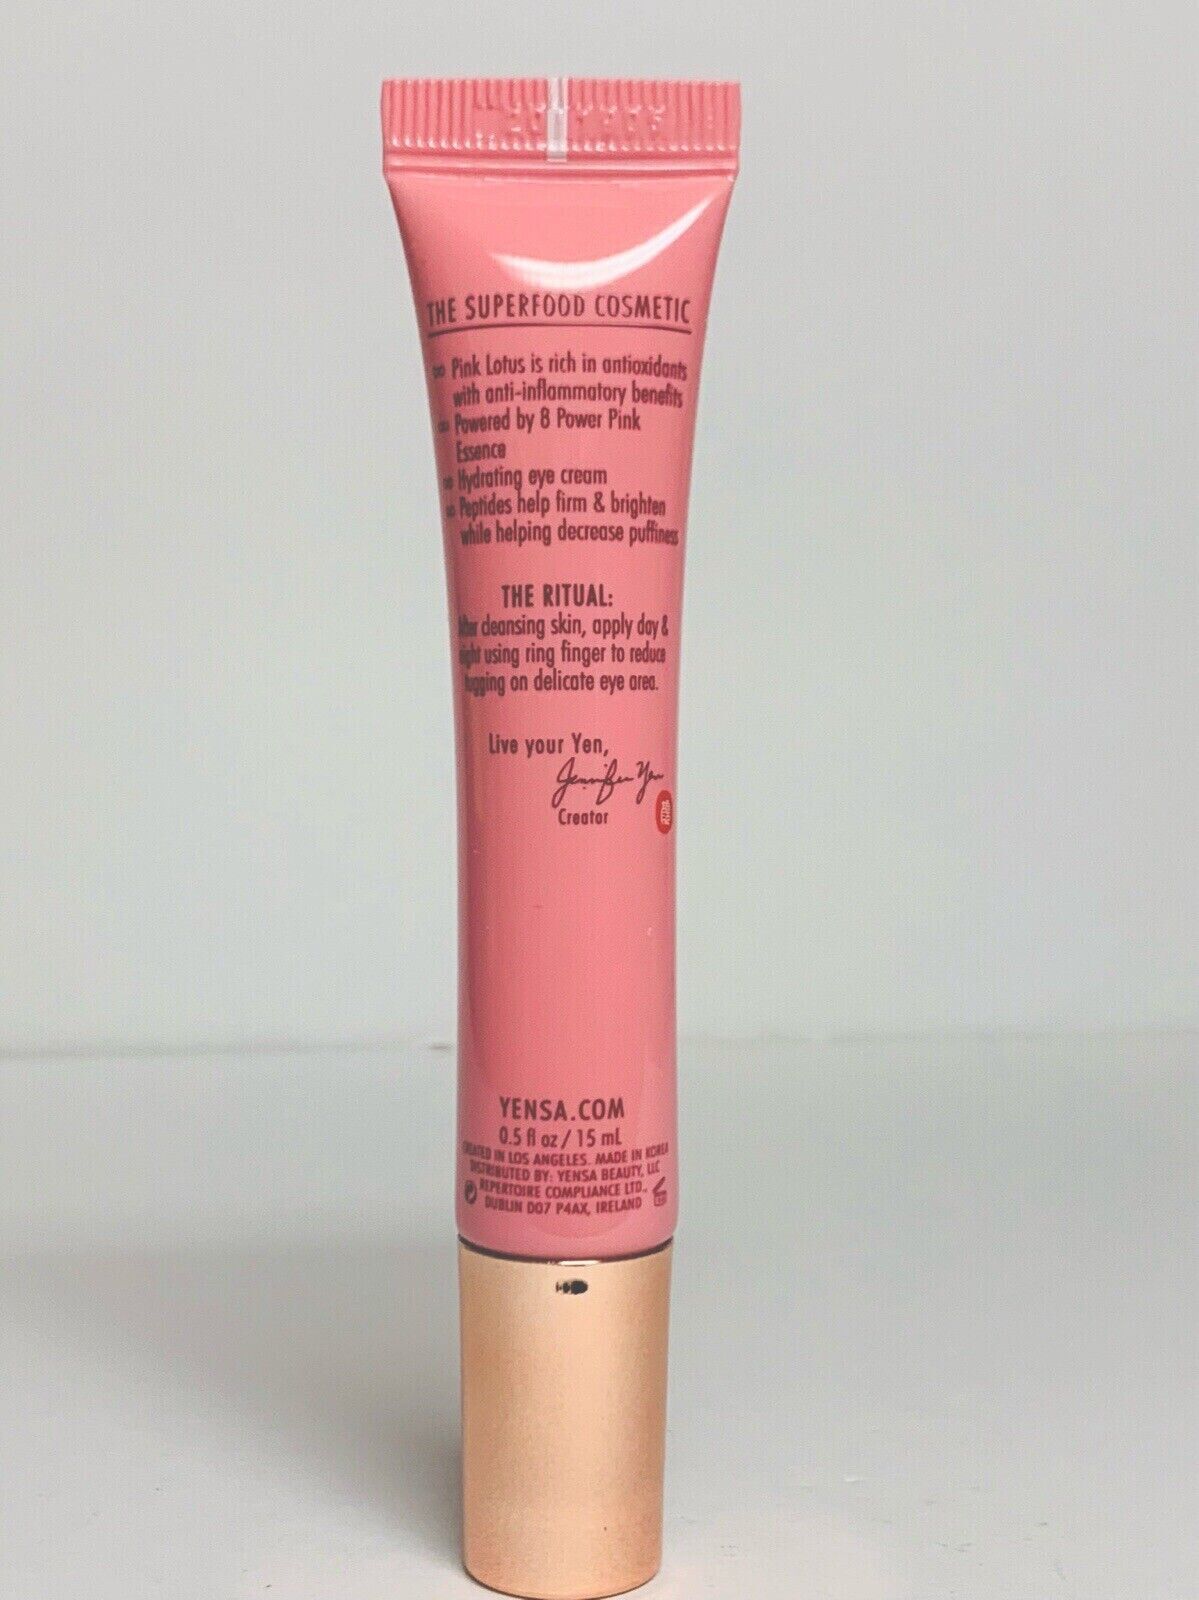 THE SUPERFOOD COSMETIC
Pink Lotus is rich in antioxidants
with anti-inflammatory benefits
Powered by 8 Power Pink
Essence
Hydrating eye cream
Peptides help firm & brighten
while helping decrease puffiness
THE RITUAL:
After cleansing skin, apply day &
night using ring finger to reduce
tugging on delicate eye area.
Live your Yen,
Jennifer Yen
Creator
YENSA.COM
0.5 fl oz / 15 mL
CREATED IN LOS ANGELES. MADE IN KOREA
DISTRIBUTED BY: YENSA BEAUTY, LLC
REPERTOIRE COMPLIANCE LTD.,
DUBLIN D07 P4AX, IRELAND